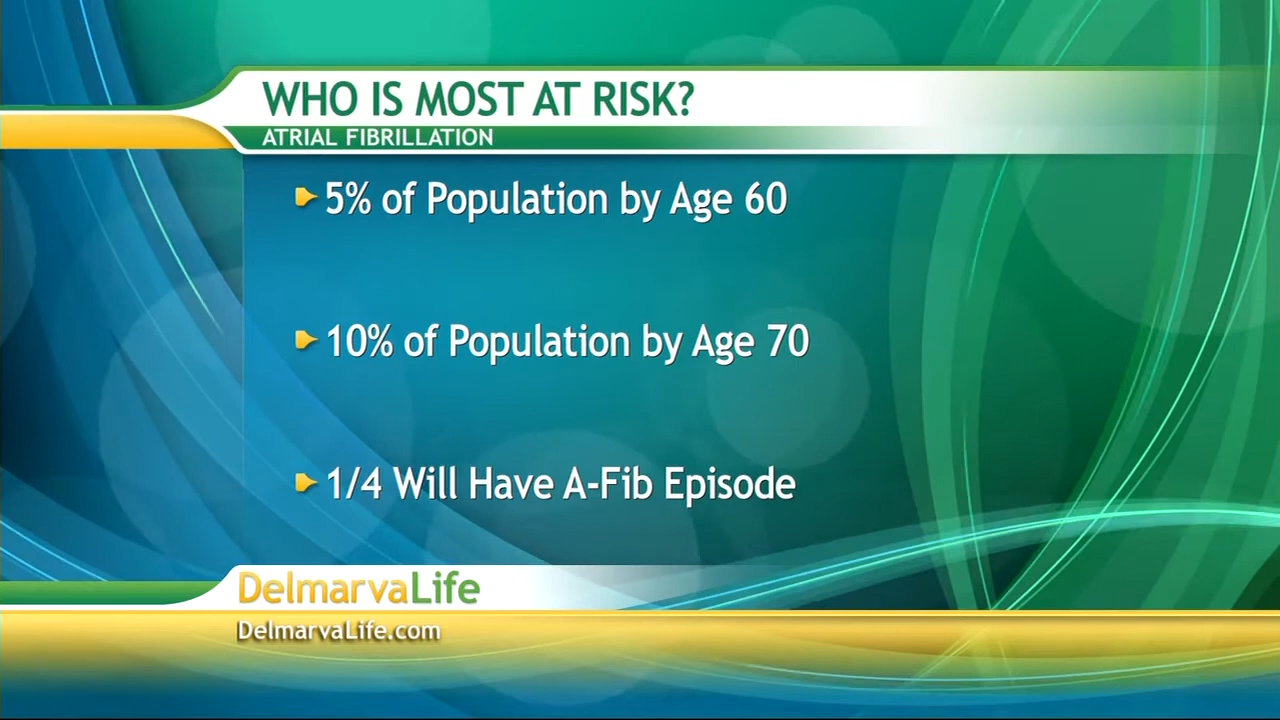 WHO IS MOST AT RISK?
ATRIAL FIBRILLATION
5% of Population by Age 60
10% of Population by Age 70
1/4 Will Have A-Fib Episode
DelmarvaLife
DelmarvaLife.com